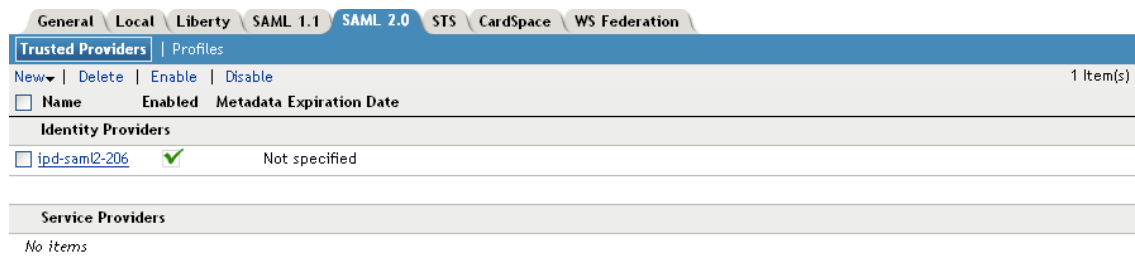 General Local Liberty SAML 1.1 SAML 2.0 STS CardSpace WS Federation
Trusted Providers | Profiles
New | Delete | Enable | Disable 1 Item(s)
Name Enabled Metadata Expiration Date
Identity Providers
ipd-saml2-206 Not specified
Service Providers
No items